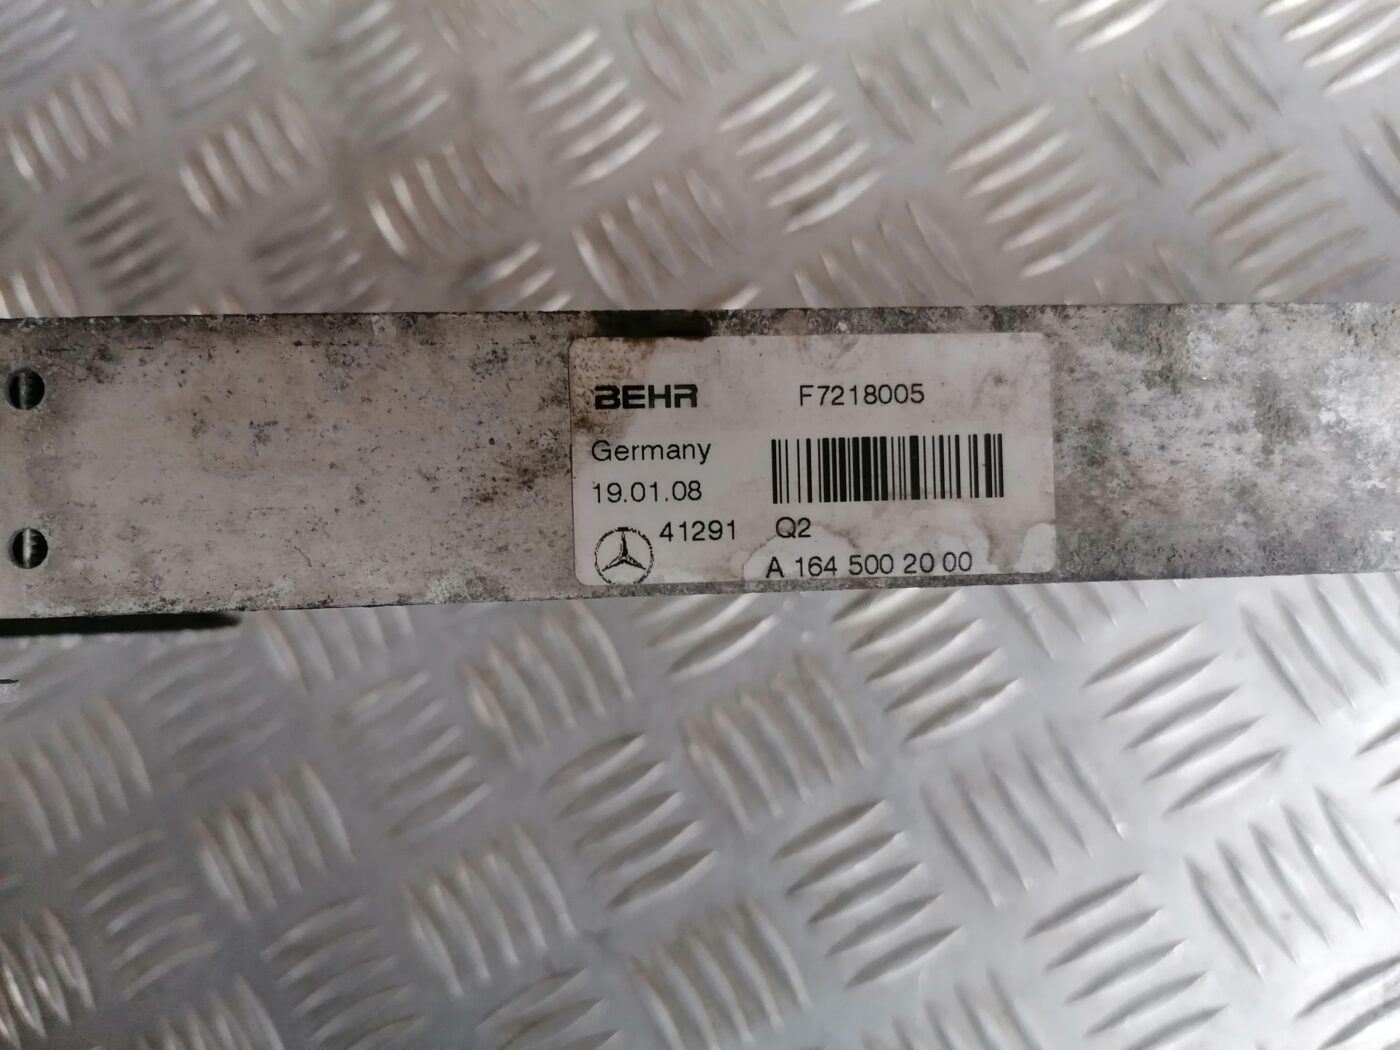 BEHR F7218005
Germany
19.01.08
41291 Q2
A 164 500 20 00